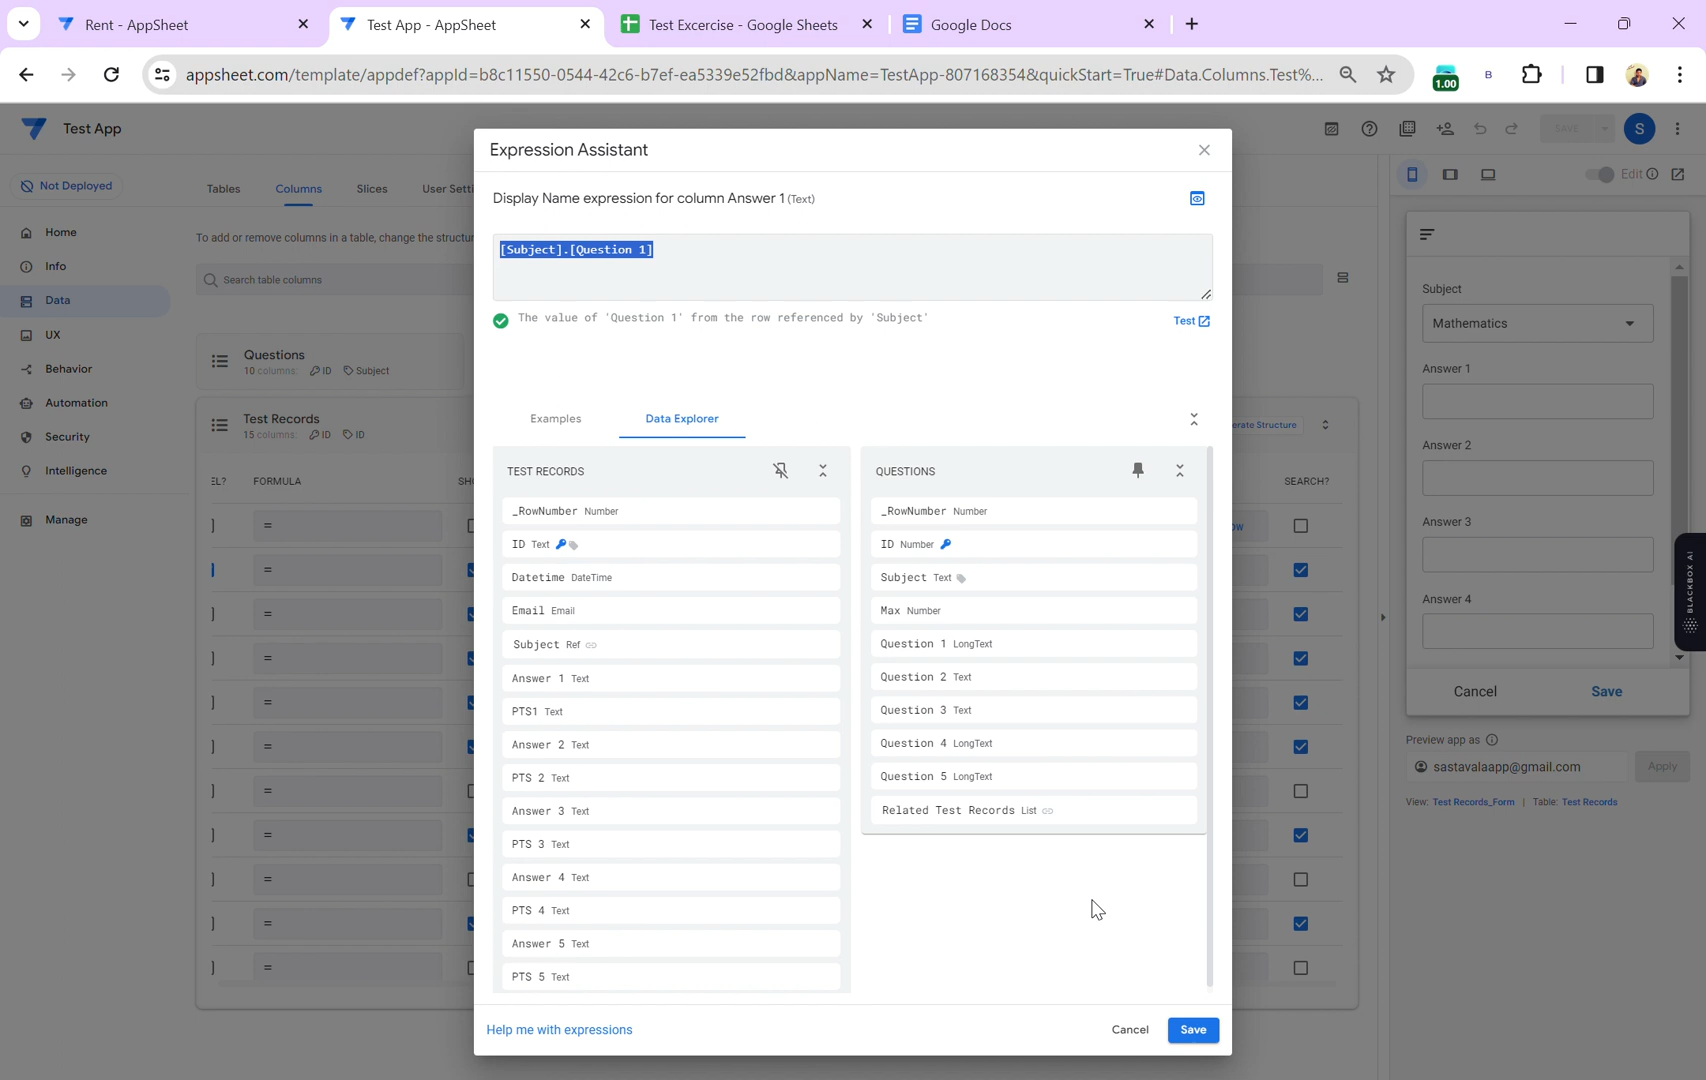 Rent - AppSheet
Test App - AppSheet
Test Excercise - Google Sheets
Google Docs
appsheet.com/template/appdef?appId=b8c11550-0544-42c6-b7ef-ea5339e52fbd&appName=TestApp-807168354&quickStart=True#Data.Columns.Test%...
1.00
B
Test App
SAVE
S
Not Deployed
Home
Info
Data
UX
Behavior
Automation
Security
Intelligence
Manage
Tables
Columns
Slices
User Setti
To add or remove columns in a table, change the structur
Search table columns
Questions
10 columns: ID Subject
Test Records
15 columns: ID ID
erate Structure
EL?
FORMULA
SH
SEARCH?
=
ow
=
=
=
=
=
=
=
=
=
=
Expression Assistant
Display Name expression for column Answer 1 (Text)
[Subject].[Question 1]
The value of 'Question 1' from the row referenced by 'Subject'
Test
Examples
Data Explorer
TEST RECORDS
_RowNumber Number
ID Text
Datetime DateTime
Email Email
Subject Ref
Answer 1 Text
PTS1 Text
Answer 2 Text
PTS 2 Text
Answer 3 Text
PTS 3 Text
Answer 4 Text
PTS 4 Text
Answer 5 Text
PTS 5 Text
QUESTIONS
_RowNumber Number
ID Number
Subject Text
Max Number
Question 1 LongText
Question 2 Text
Question 3 Text
Question 4 LongText
Question 5 LongText
Related Test Records List
Help me with expressions
Cancel
Save
Edit
Subject
Mathematics
Answer 1
Answer 2
Answer 3
Answer 4
Cancel
Save
BLACKBOX AI
Preview app as
sastavalaapp@gmail.com
Apply
View: Test Records_Form | Table: Test Records